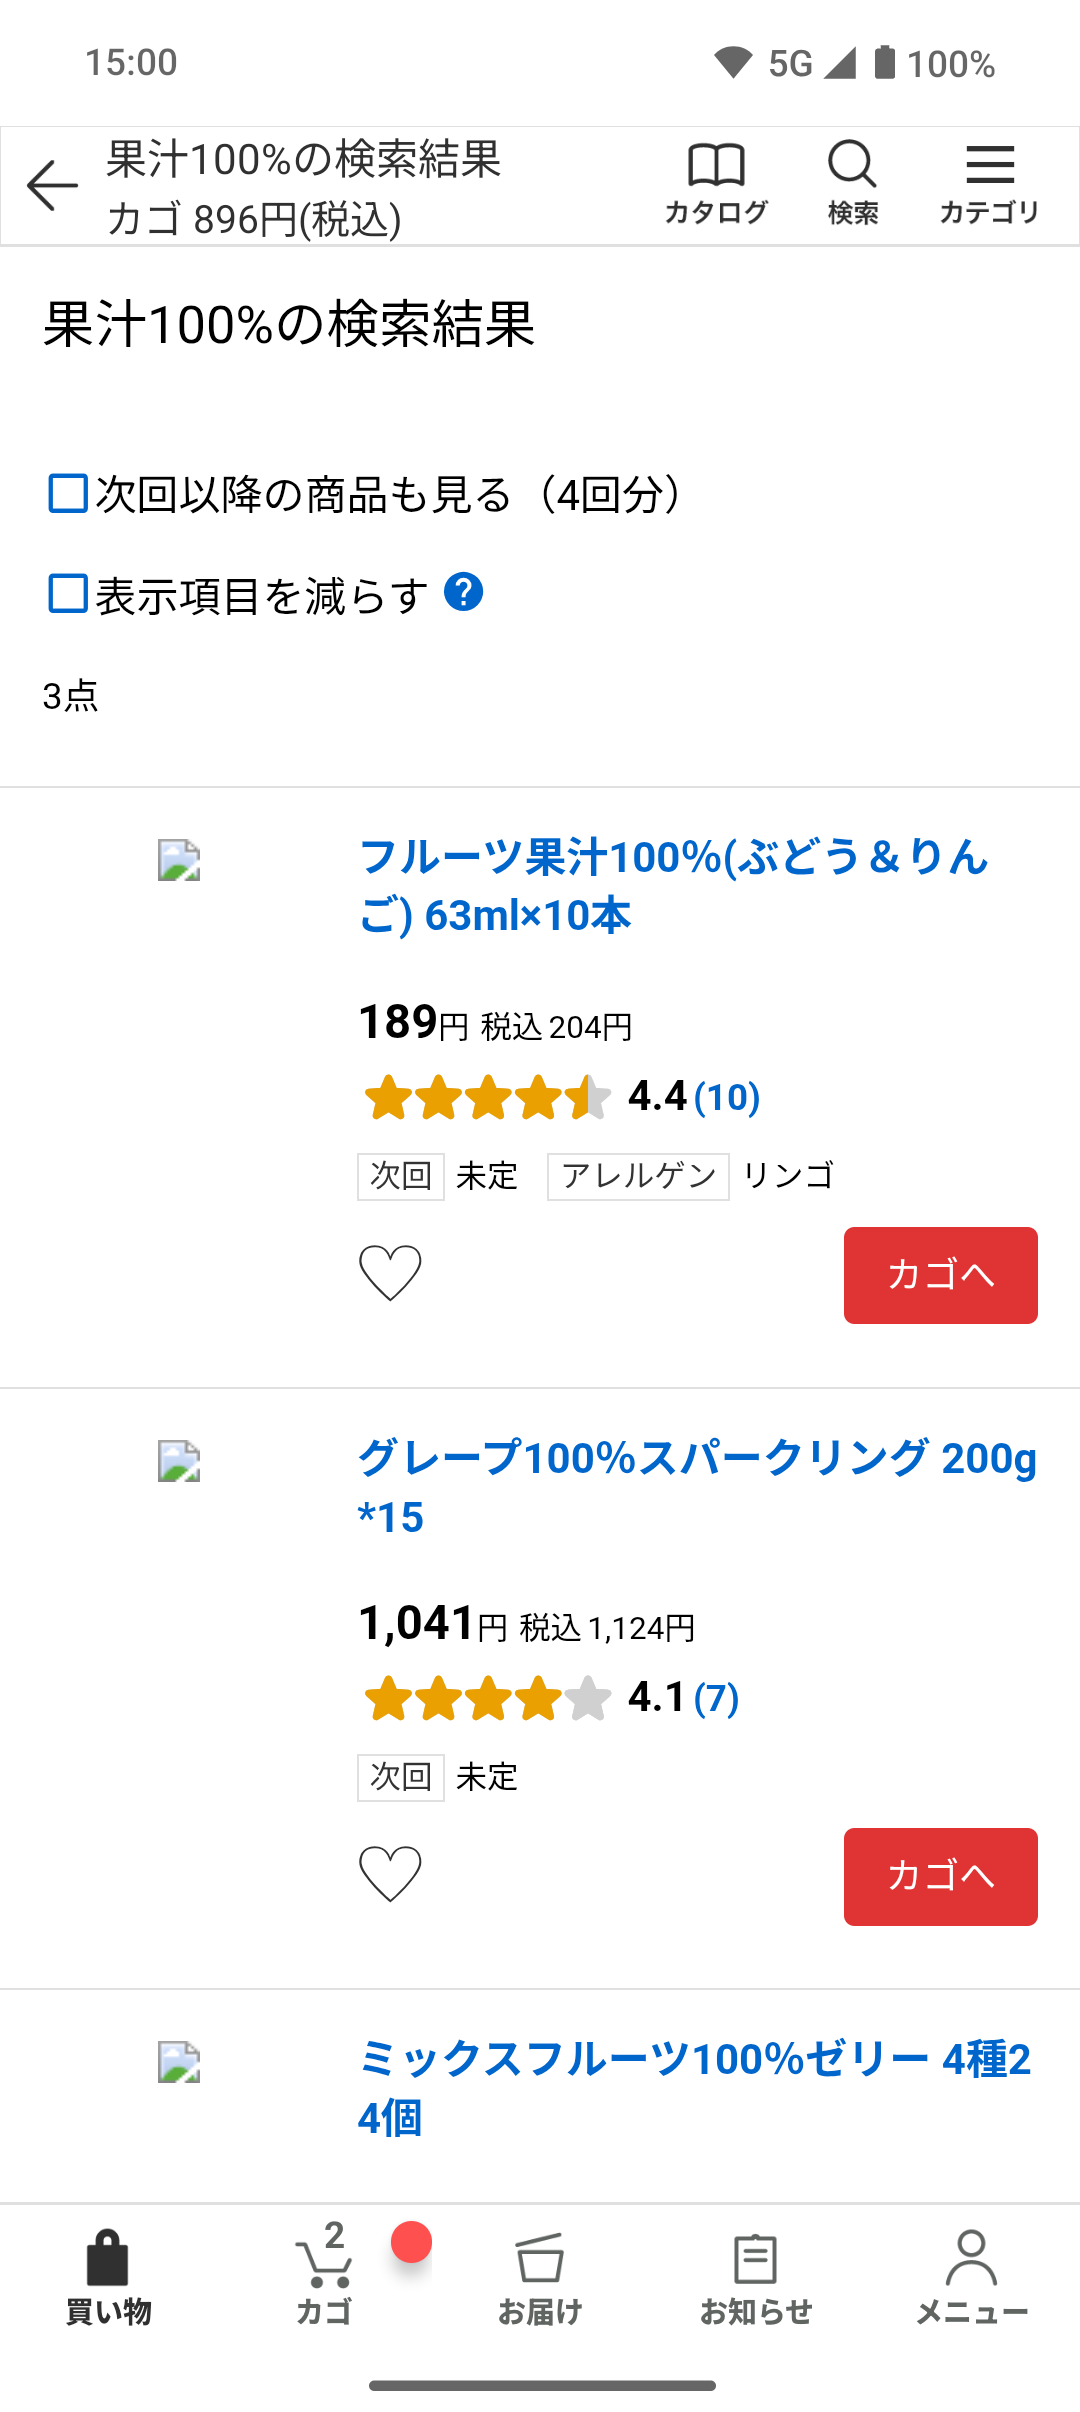 15:00
5G 100%
果汁100%の検索結果
カゴ 896円(税込)
カタログ
検索
カテゴリ
果汁100%の検索結果
次回以降の商品も見る（4回分）
表示項目を減らす
3点
フルーツ果汁100%(ぶどう＆りん
ご) 63ml×10本
189円 税込 204円
4.4 (10)
次回 未定 アレルゲン リンゴ
カゴへ
グレープ100%スパークリング 200g
*15
1,041円 税込 1,124円
4.1 (7)
次回 未定
カゴへ
ミックスフルーツ100%ゼリー 4種2
4個
買い物
2
カゴ
お届け
お知らせ
メニュー